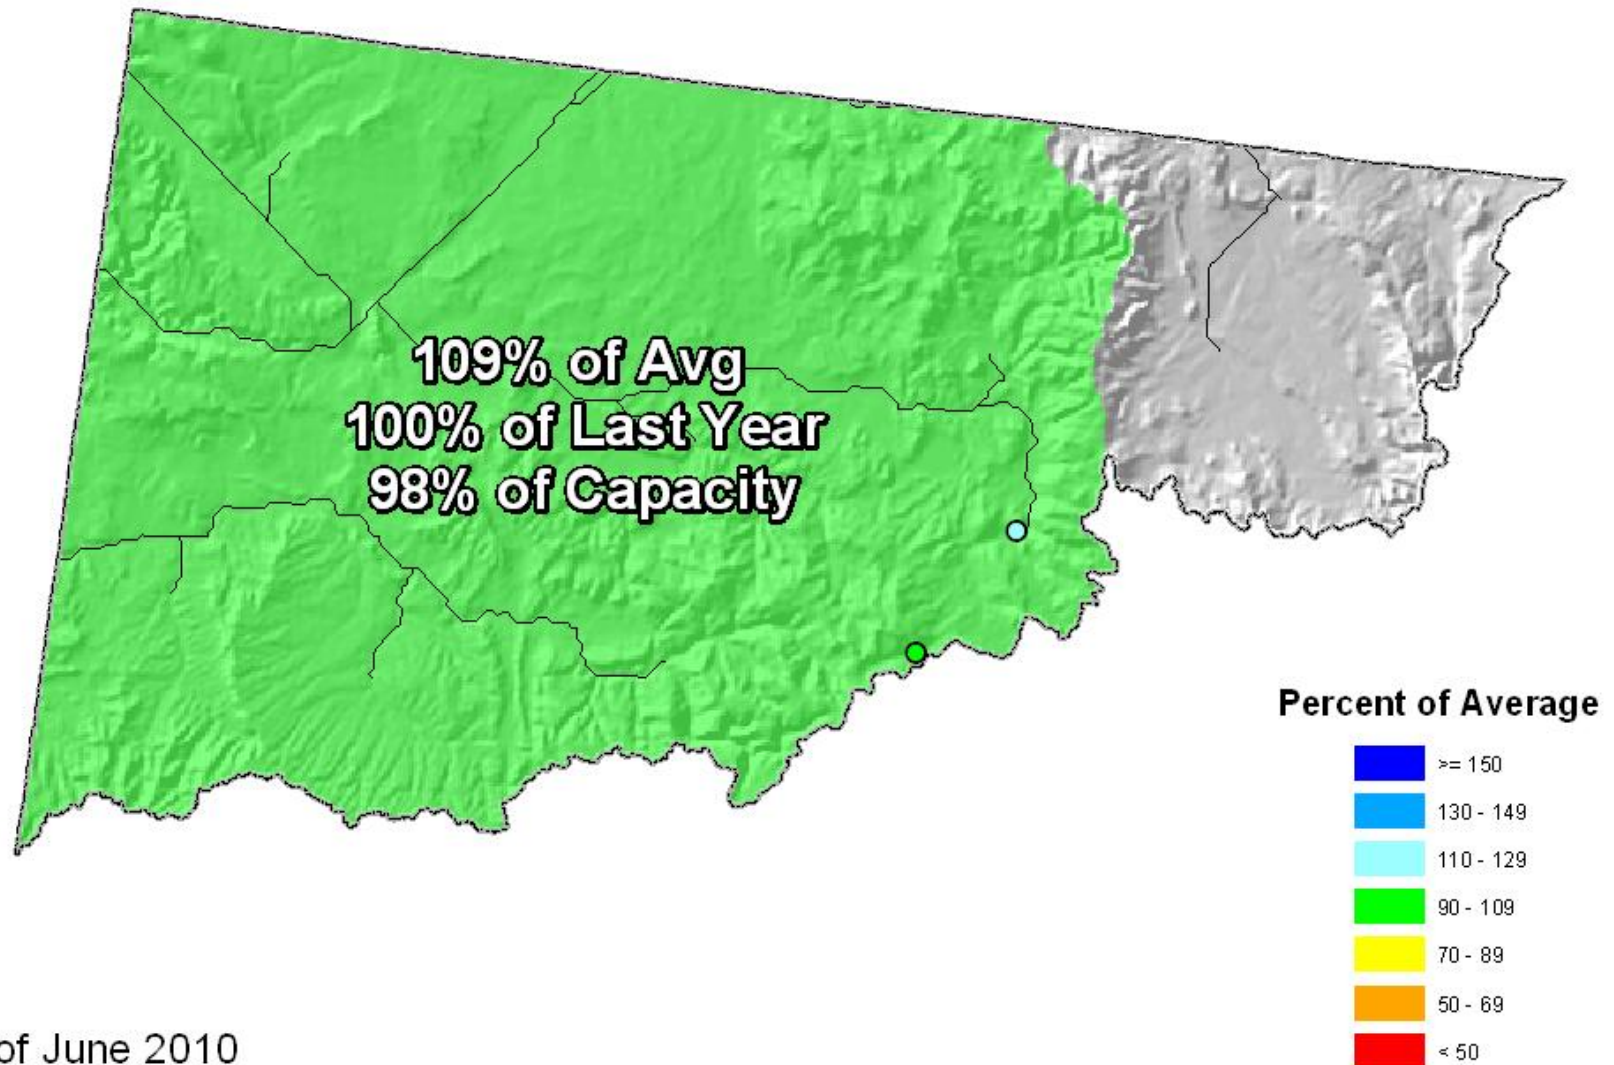 109% of Avg
100% of Last Year
98% of Capacity
Percent of Average
>= 150
130 - 149
110 - 129
90 - 109
70 - 89
50 - 69
< 50
of June 2010